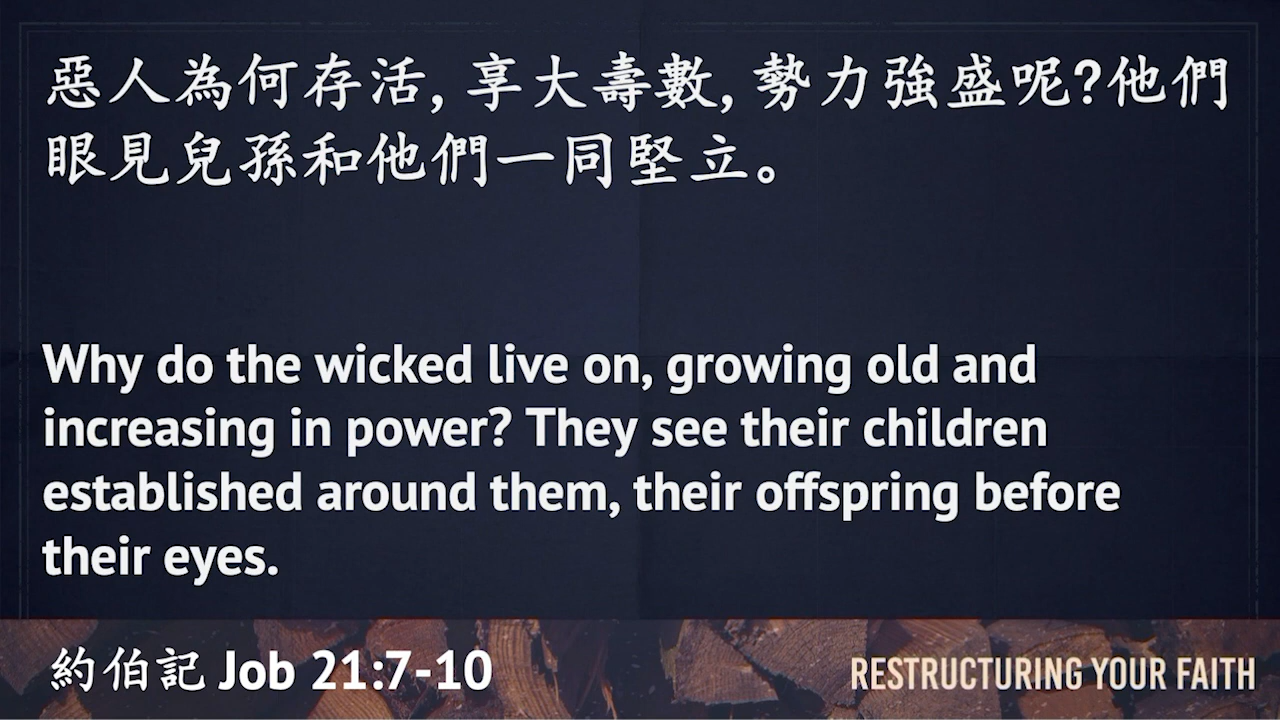 惡人為何存活, 享大壽數, 勢力強盛呢?他們
眼見兒孫和他們一同堅立。
Why do the wicked live on, growing old and
increasing in power? They see their children
established around them, their offspring before
their eyes.
約伯記 Job 21:7-10
RESTRUCTURING YOUR FAITH